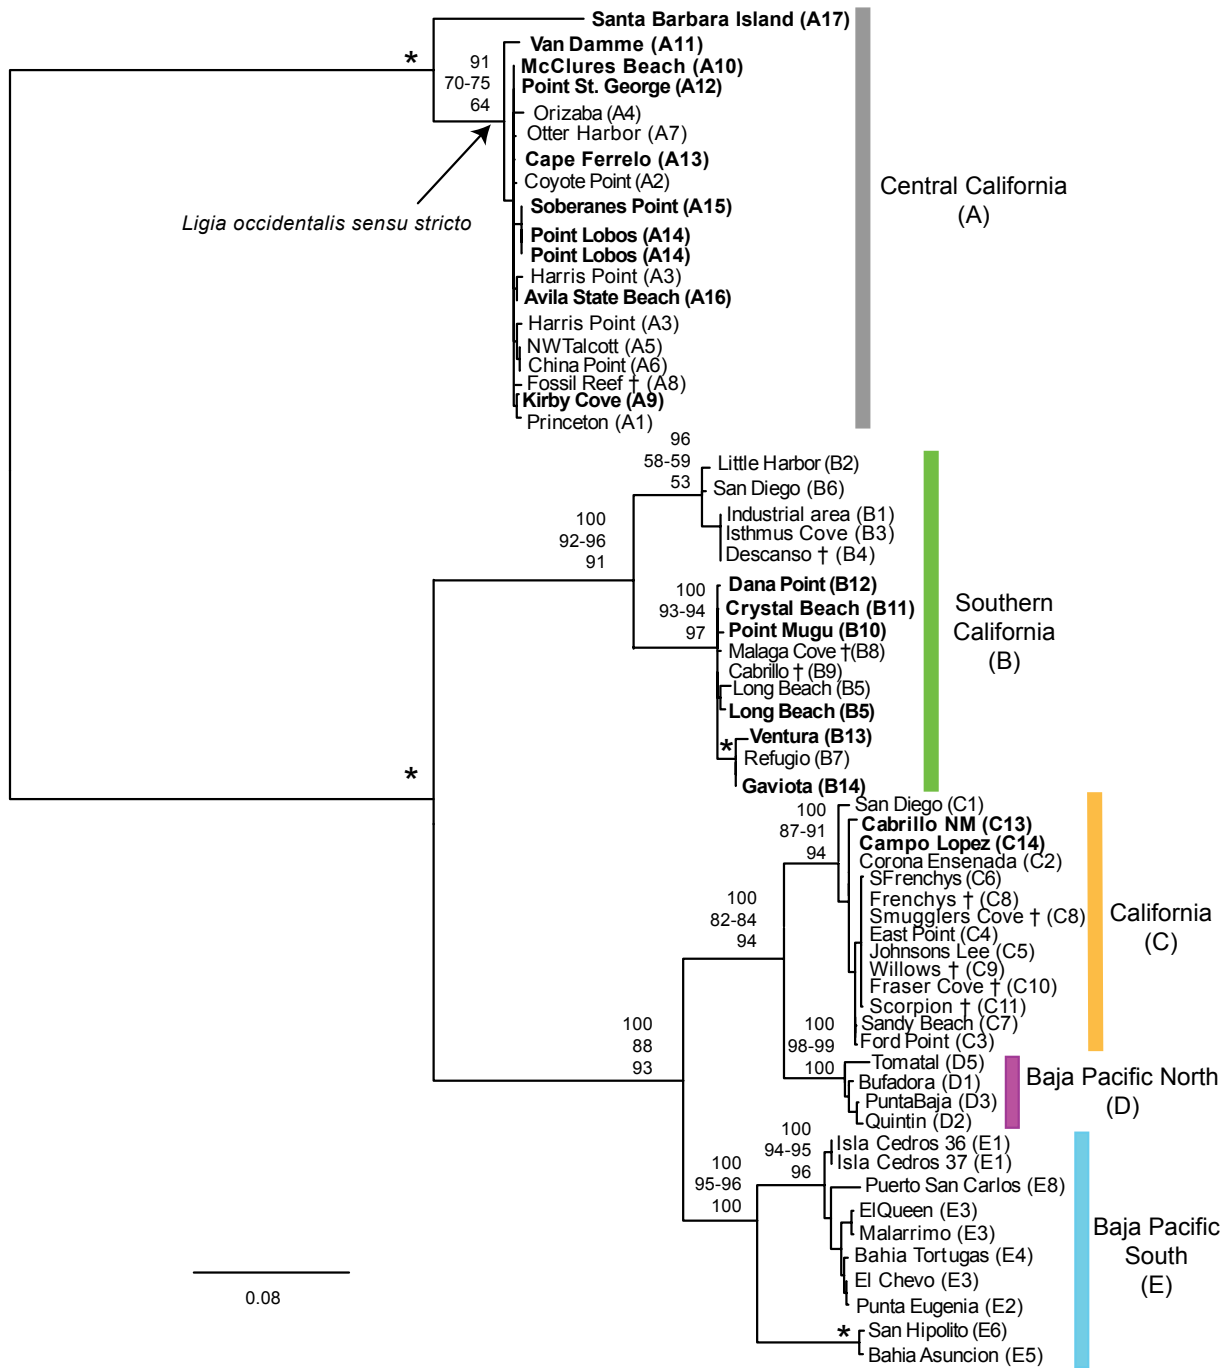 Santa Barbara Island (A17)
Van Damme (A11)
*
91
McClures Beach (A10)
70-75
Point St. George (A12)
64
Orizaba (A4)
Otter Harbor (A7)
Cape Ferrelo (A13)
Coyote Point (A2)
Central California
(A)
Soberanes Point (A15)
Ligia occidentalis sensu stricto
Point Lobos (A14)
Point Lobos (A14)
Harris Point (A3)
Avila State Beach (A16)
Harris Point (A3)
NWTalcott (A5)
China Point (A6)
Fossil Reef † (A8)
Kirby Cove (A9)
Princeton (A1)
96
58-59
53
Little Harbor (B2)
San Diego (B6)
Industrial area (B1)
Isthmus Cove (B3)
Descanso † (B4)
100
92-96
91
Dana Point (B12)
100
93-94
97
Crystal Beach (B11)
Point Mugu (B10)
Malaga Cove †(B8)
Cabrillo † (B9)
Long Beach (B5)
Long Beach (B5)
Southern
California
(B)
*
Ventura (B13)
Refugio (B7)
Gaviota (B14)
*
San Diego (C1)
100
87-91
94
Cabrillo NM (C13)
Campo Lopez (C14)
Corona Ensenada (C2)
SFrenchys (C6)
Frenchys † (C8)
Smugglers Cove † (C8)
East Point (C4)
Johnsons Lee (C5)
Willows † (C9)
Fraser Cove † (C10)
Scorpion † (C11)
Sandy Beach (C7)
Ford Point (C3)
California
(C)
100
82-84
94
100
88
93
100
98-99
100
Tomatal (D5)
Bufadora (D1)
PuntaBaja (D3)
Quintin (D2)
Baja Pacific North
(D)
100
94-95
96
Isla Cedros 36 (E1)
Isla Cedros 37 (E1)
100
95-96
100
Puerto San Carlos (E8)
ElQueen (E3)
Malarrimo (E3)
Bahia Tortugas (E4)
El Chevo (E3)
Punta Eugenia (E2)
Baja Pacific
South
(E)
*
San Hipolito (E6)
Bahia Asuncion (E5)
0.08